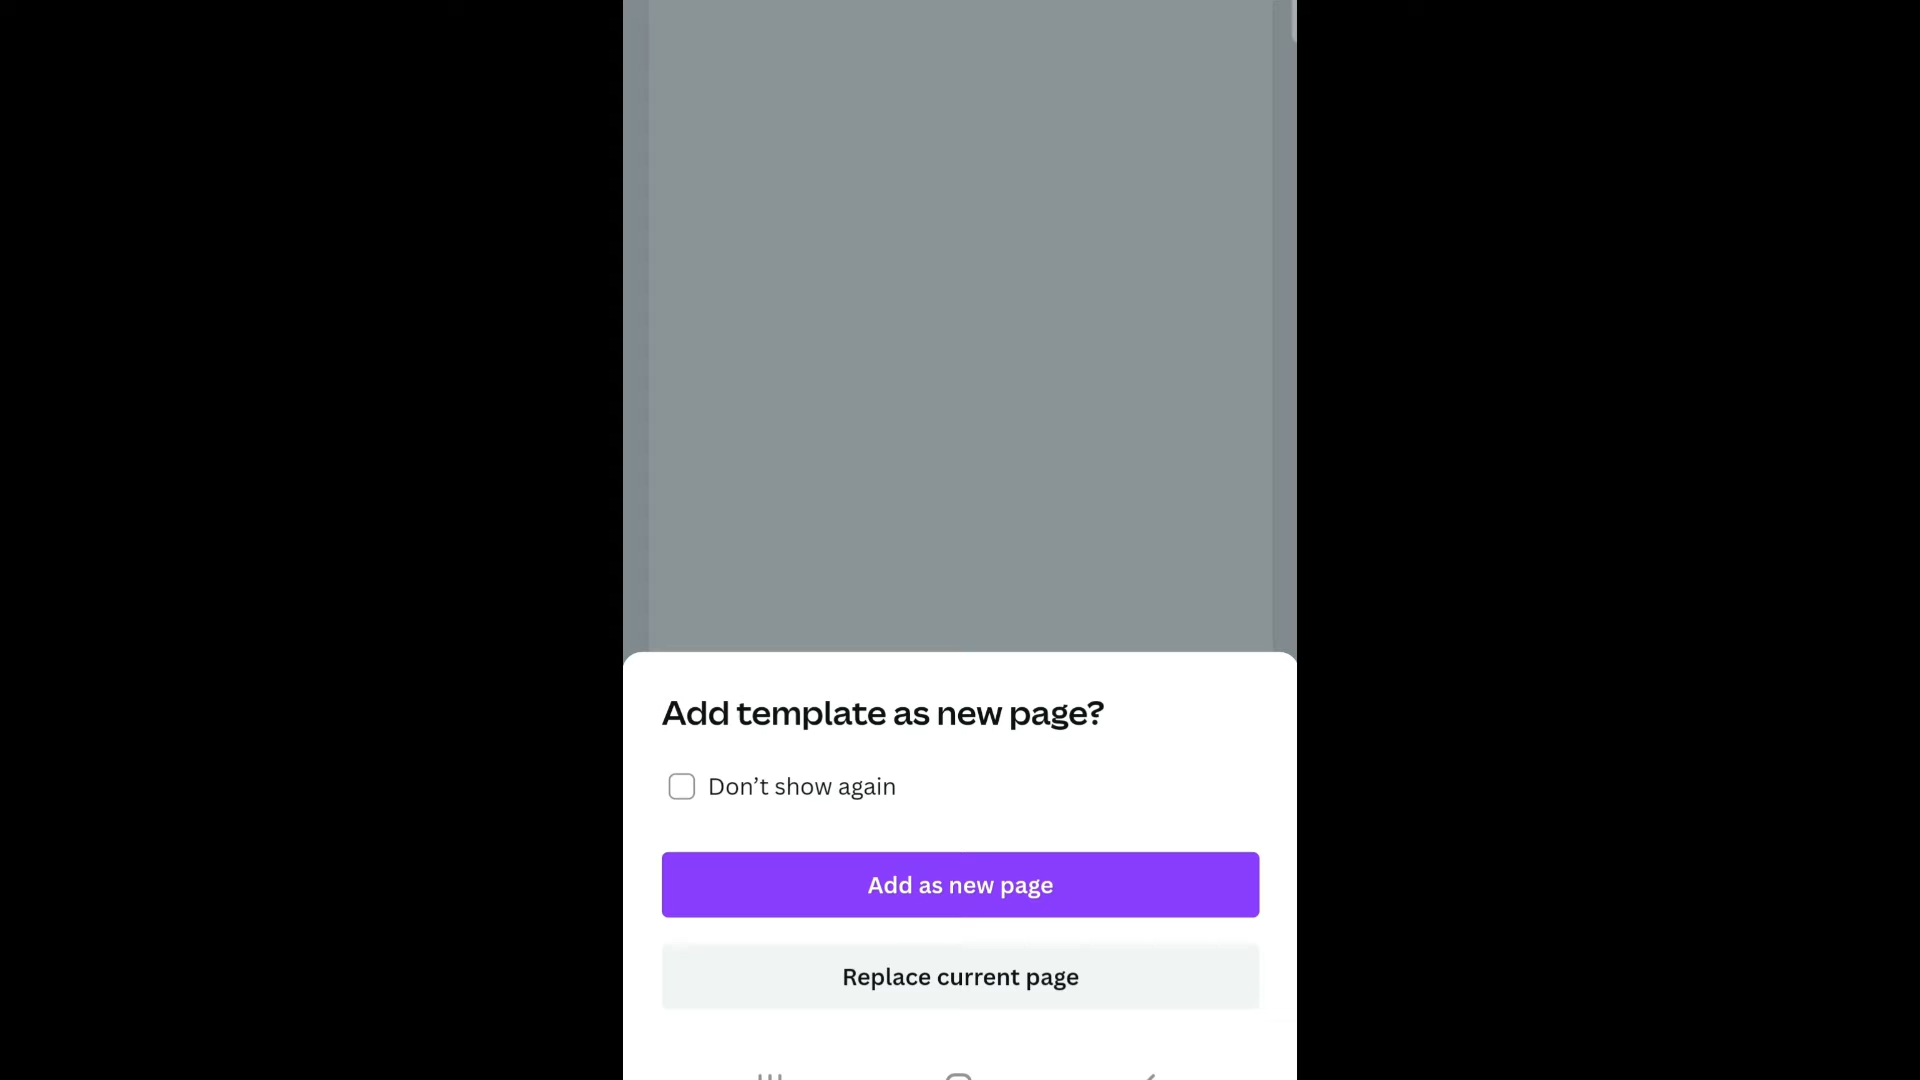 Add template as new page?
Don’t show again
Add as new page
Replace current page